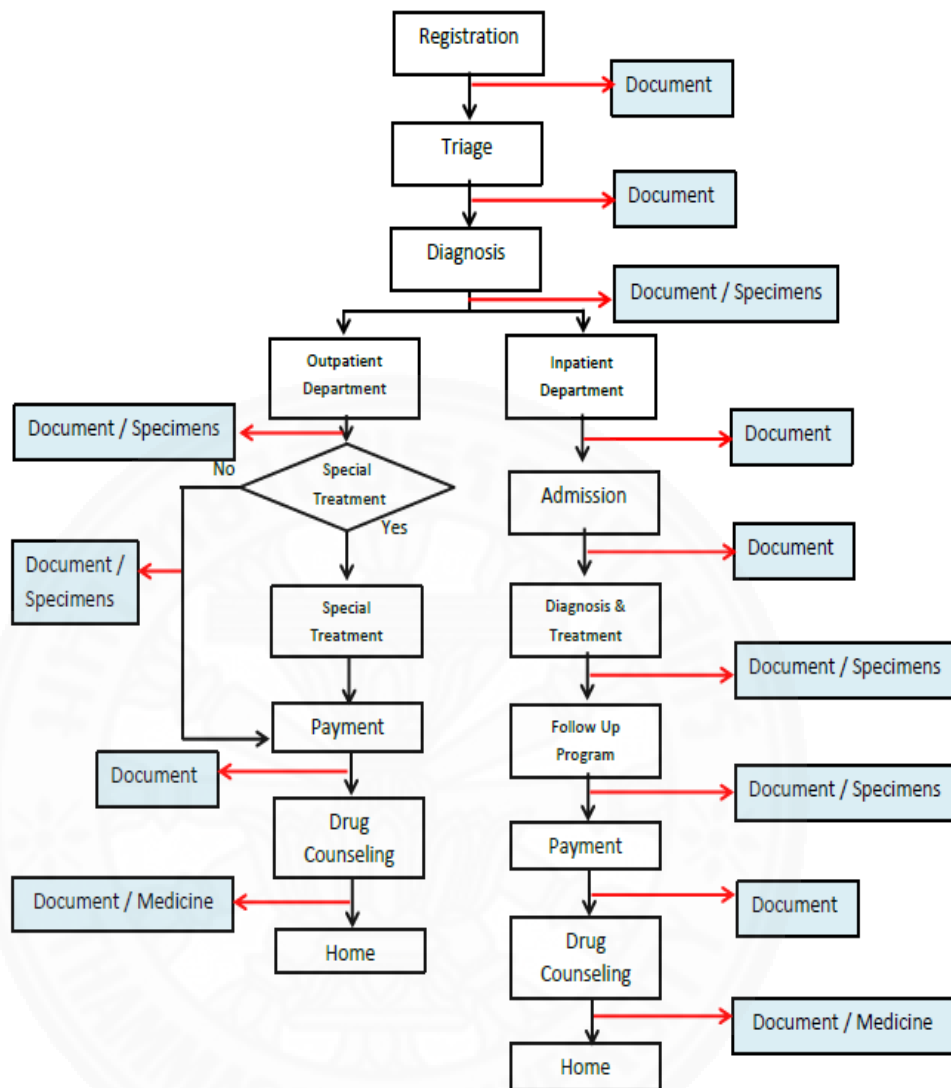 Registration
Document
Triage
Document
Diagnosis
Document / Specimens
Outpatient
Department
Inpatient
Department
Document / Specimens
Document
No
Special
Treatment
Yes
Admission
Document
Document /
Specimens
Special
Treatment
Diagnosis &
Treatment
Document / Specimens
Payment
Follow Up
Program
Document
Document / Specimens
Drug
Counseling
Payment
Document / Medicine
Document
Home
Drug
Counseling
Document / Medicine
Home